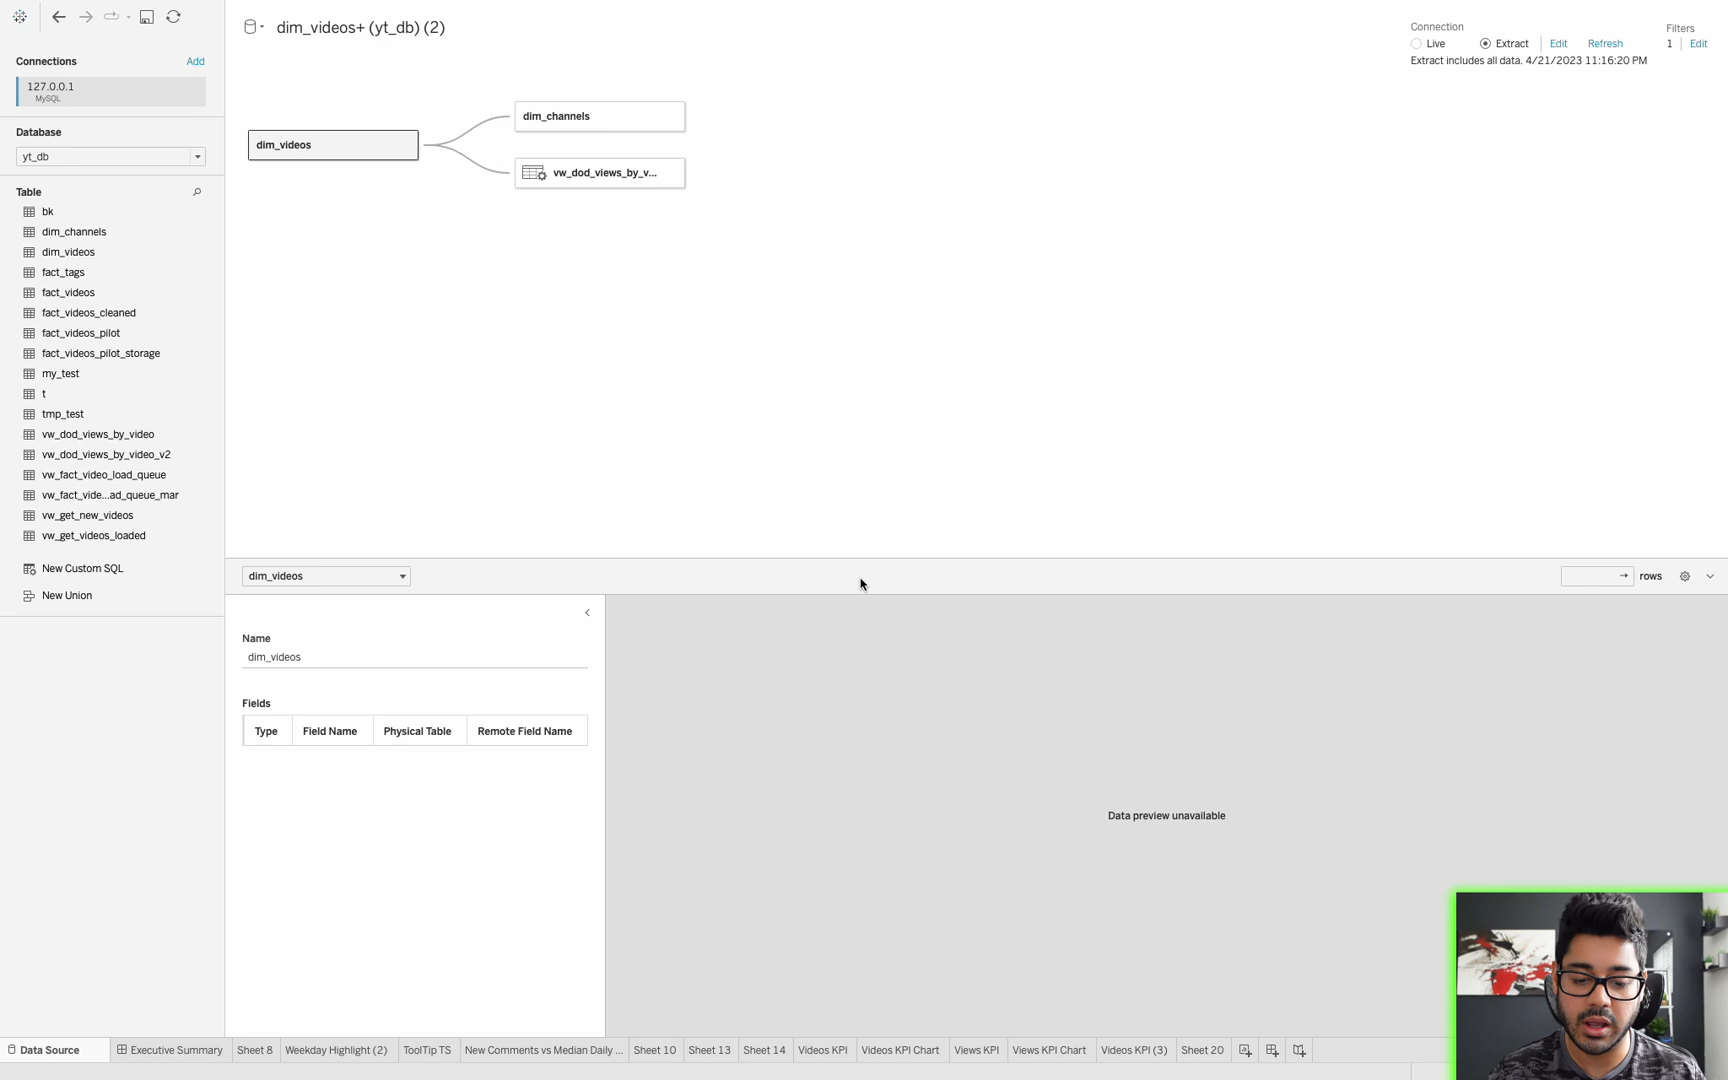 dim_videos+ (yt_db) (2)
Connection
Live
Extract
Edit
Refresh
Filters
1
Edit
Extract includes all data. 4/21/2023 11:16:20 PM
Connections
Add
127.0.0.1
MySQL
Database
yt_db
Table
bk
dim_channels
dim_videos
fact_tags
fact_videos
fact_videos_cleaned
fact_videos_pilot
fact_videos_pilot_storage
my_test
t
tmp_test
vw_dod_views_by_video
vw_dod_views_by_video_v2
vw_fact_video_load_queue
vw_fact_vide...ad_queue_mar
vw_get_new_videos
vw_get_videos_loaded
New Custom SQL
New Union
dim_videos
dim_channels
vw_dod_views_by_v...
dim_videos
rows
Name
dim_videos
Fields
Type
Field Name
Physical Table
Remote Field Name
Data preview unavailable
Data Source
Executive Summary
Sheet 8
Weekday Highlight (2)
ToolTip TS
New Comments vs Median Daily ...
Sheet 10
Sheet 13
Sheet 14
Videos KPI
Videos KPI Chart
Views KPI
Views KPI Chart
Videos KPI (3)
Sheet 20